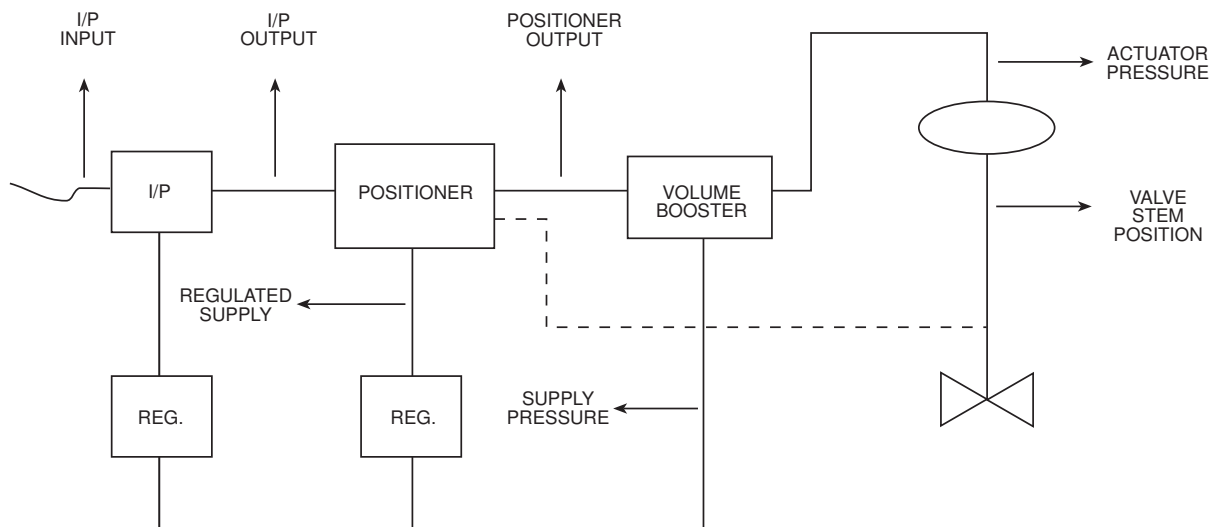 I/P
INPUT
I/P
OUTPUT
POSITIONER
OUTPUT
ACTUATOR
PRESSURE
I/P
POSITIONER
VOLUME
BOOSTER
VALVE
STEM
POSITION
REGULATED
SUPPLY
SUPPLY
PRESSURE
REG.
REG.